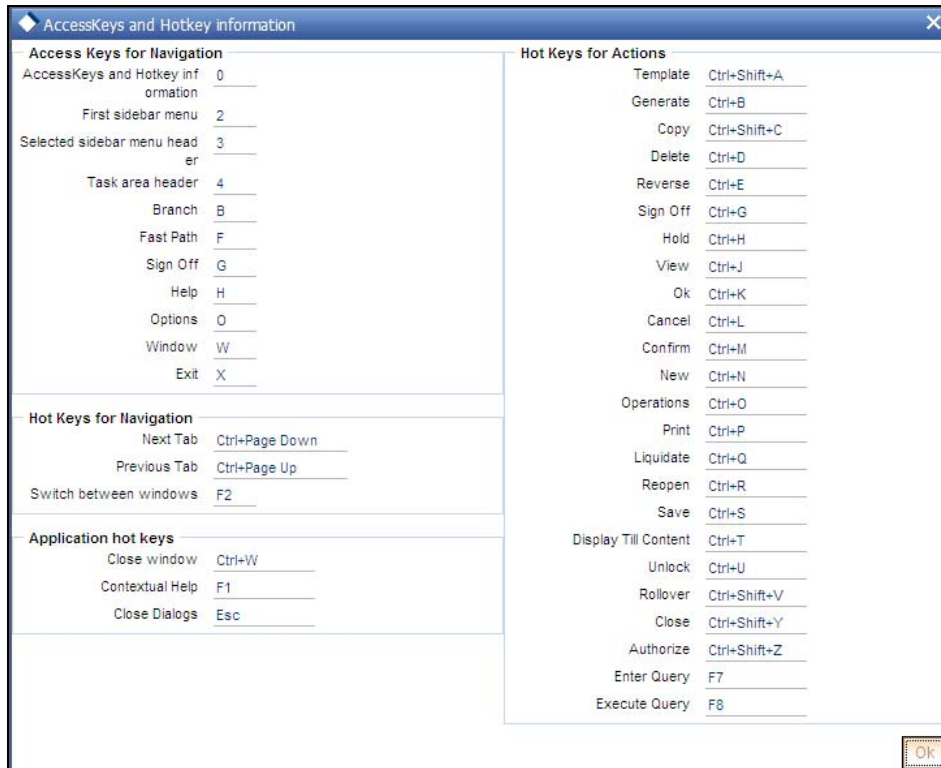 AccessKeys and Hotkey information
Access Keys for Navigation
AccessKeys and Hotkey inf
ormation 0
First sidebar menu 2
Selected sidebar menu head
er 3
Task area header 4
Branch B
Fast Path F
Sign Off G
Help H
Options O
Window W
Exit X
Hot Keys for Navigation
Next Tab Ctrl+Page Down
Previous Tab Ctrl+Page Up
Switch between windows F2
Application hot keys
Close window Ctrl+W
Contextual Help F1
Close Dialogs Esc
Hot Keys for Actions
Template Ctrl+Shift+A
Generate Ctrl+B
Copy Ctrl+Shift+C
Delete Ctrl+D
Reverse Ctrl+E
Sign Off Ctrl+G
Hold Ctrl+H
View Ctrl+J
Ok Ctrl+K
Cancel Ctrl+L
Confirm Ctrl+M
New Ctrl+N
Operations Ctrl+O
Print Ctrl+P
Liquidate Ctrl+Q
Reopen Ctrl+R
Save Ctrl+S
Display Till Content Ctrl+T
Unlock Ctrl+U
Rollover Ctrl+Shift+V
Close Ctrl+Shift+Y
Authorize Ctrl+Shift+Z
Enter Query F7
Execute Query F8
Ok